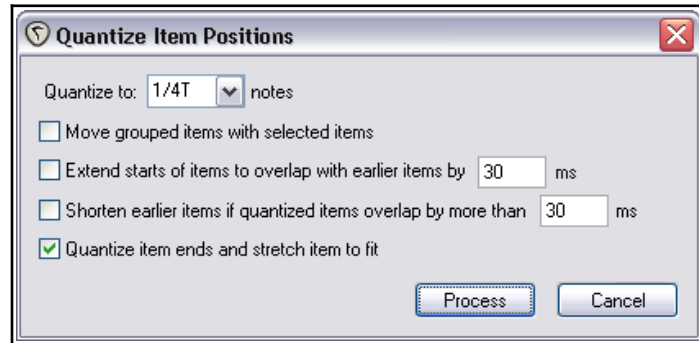 Quantize Item Positions
Quantize to: 1/4T notes
Move grouped items with selected items
Extend starts of items to overlap with earlier items by 30 ms
Shorten earlier items if quantized items overlap by more than 30 ms
Quantize item ends and stretch item to fit
Process Cancel